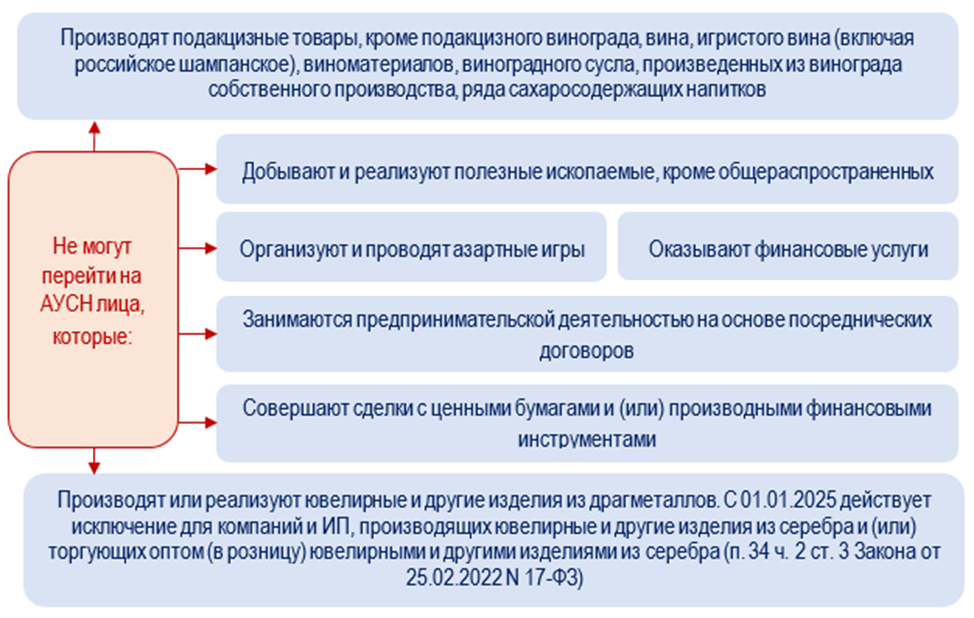 Производят подакцизные товары, кроме подакцизного винограда, вина, игристого вина (включая
российское шампанское), виноматериалов, виноградного сусла, произведенных из винограда
собственного производства, ряда сахаросодержащих напитков
Не могут
перейти на
АУСН лица,
которые:
Добывают и реализуют полезные ископаемые, кроме общераспространенных
Организуют и проводят азартные игры
Оказывают финансовые услуги
Занимаются предпринимательской деятельностью на основе посреднических
договоров
Совершают сделки с ценными бумагами и (или) производными финансовыми
инструментами
Производят или реализуют ювелирные и другие изделия из драгметаллов. С 01.01.2025 действует
исключение для компаний и ИП, производящих ювелирные и другие изделия из серебра и (или)
торгующих оптом (в розницу) ювелирными и другими изделиями из серебра (п. 34 ч. 2 ст. 3 Закона от
25.02.2022 N 17-ФЗ)